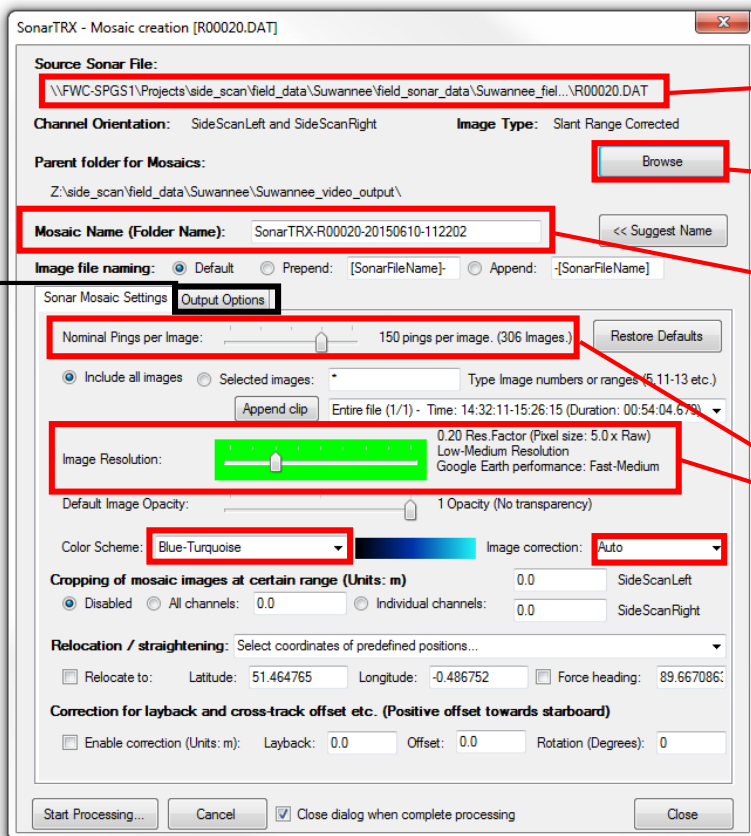 SonarTRX - Mosaic creation [R00020.DAT]
Source Sonar File:
\\FWC-SPGS1\Projects\side_scan\field_data\Suwannee\field_sonar_data\Suwannee_fiel...\R00020.DAT
Channel Orientation: SideScanLeft and SideScanRight Image Type: Slant Range Corrected
Parent folder for Mosaics: Browse
Z:\side_scan\field_data\Suwannee\Suwannee_video_output\
Mosaic Name (Folder Name): SonarTRX-R00020-20150610-112202 << Suggest Name
Image file naming: Default Prepend: [SonarFileName]- Append: -[SonarFileName]
Sonar Mosaic Settings Output Options
Nominal Pings per Image: 150 pings per image. (306 Images.) Restore Defaults
Include all images Selected images: * Type Image numbers or ranges (5,11-13 etc.)
Append clip Entire file (1/1) - Time: 14:32:11-15:26:15 (Duration: 00:54:04.679)
0.20 Res.Factor (Pixel size: 5.0 x Raw)
Image Resolution: Low-Medium Resolution
Google Earth performance: Fast-Medium
Default Image Opacity: 1 Opacity (No transparency)
Color Scheme: Blue-Turquoise Image correction: Auto
Cropping of mosaic images at certain range (Units: m) 0.0 SideScanLeft
Disabled All channels: 0.0 Individual channels: 0.0 SideScanRight
Relocation / straightening: Select coordinates of predefined positions...
Relocate to: Latitude: 51.464765 Longitude: -0.486752 Force heading: 89.6670863
Correction for layback and cross-track offset etc. (Positive offset towards starboard)
Enable correction (Units: m): Layback: 0.0 Offset: 0.0 Rotation (Degrees): 0
Start Processing... Cancel Close dialog when complete processing Close